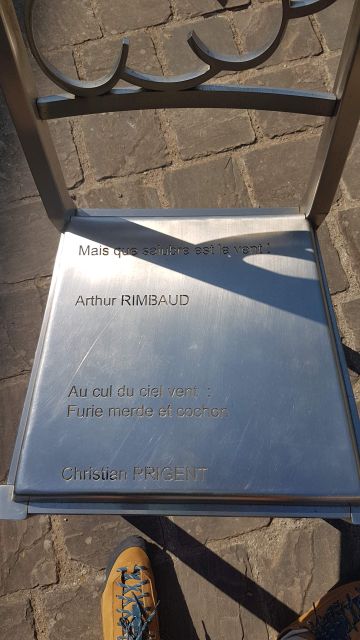 Mais que salubre est le vent !
Arthur RIMBAUD
Au cul du ciel vent :
Furie merde et cochon
Christian PRIGENT